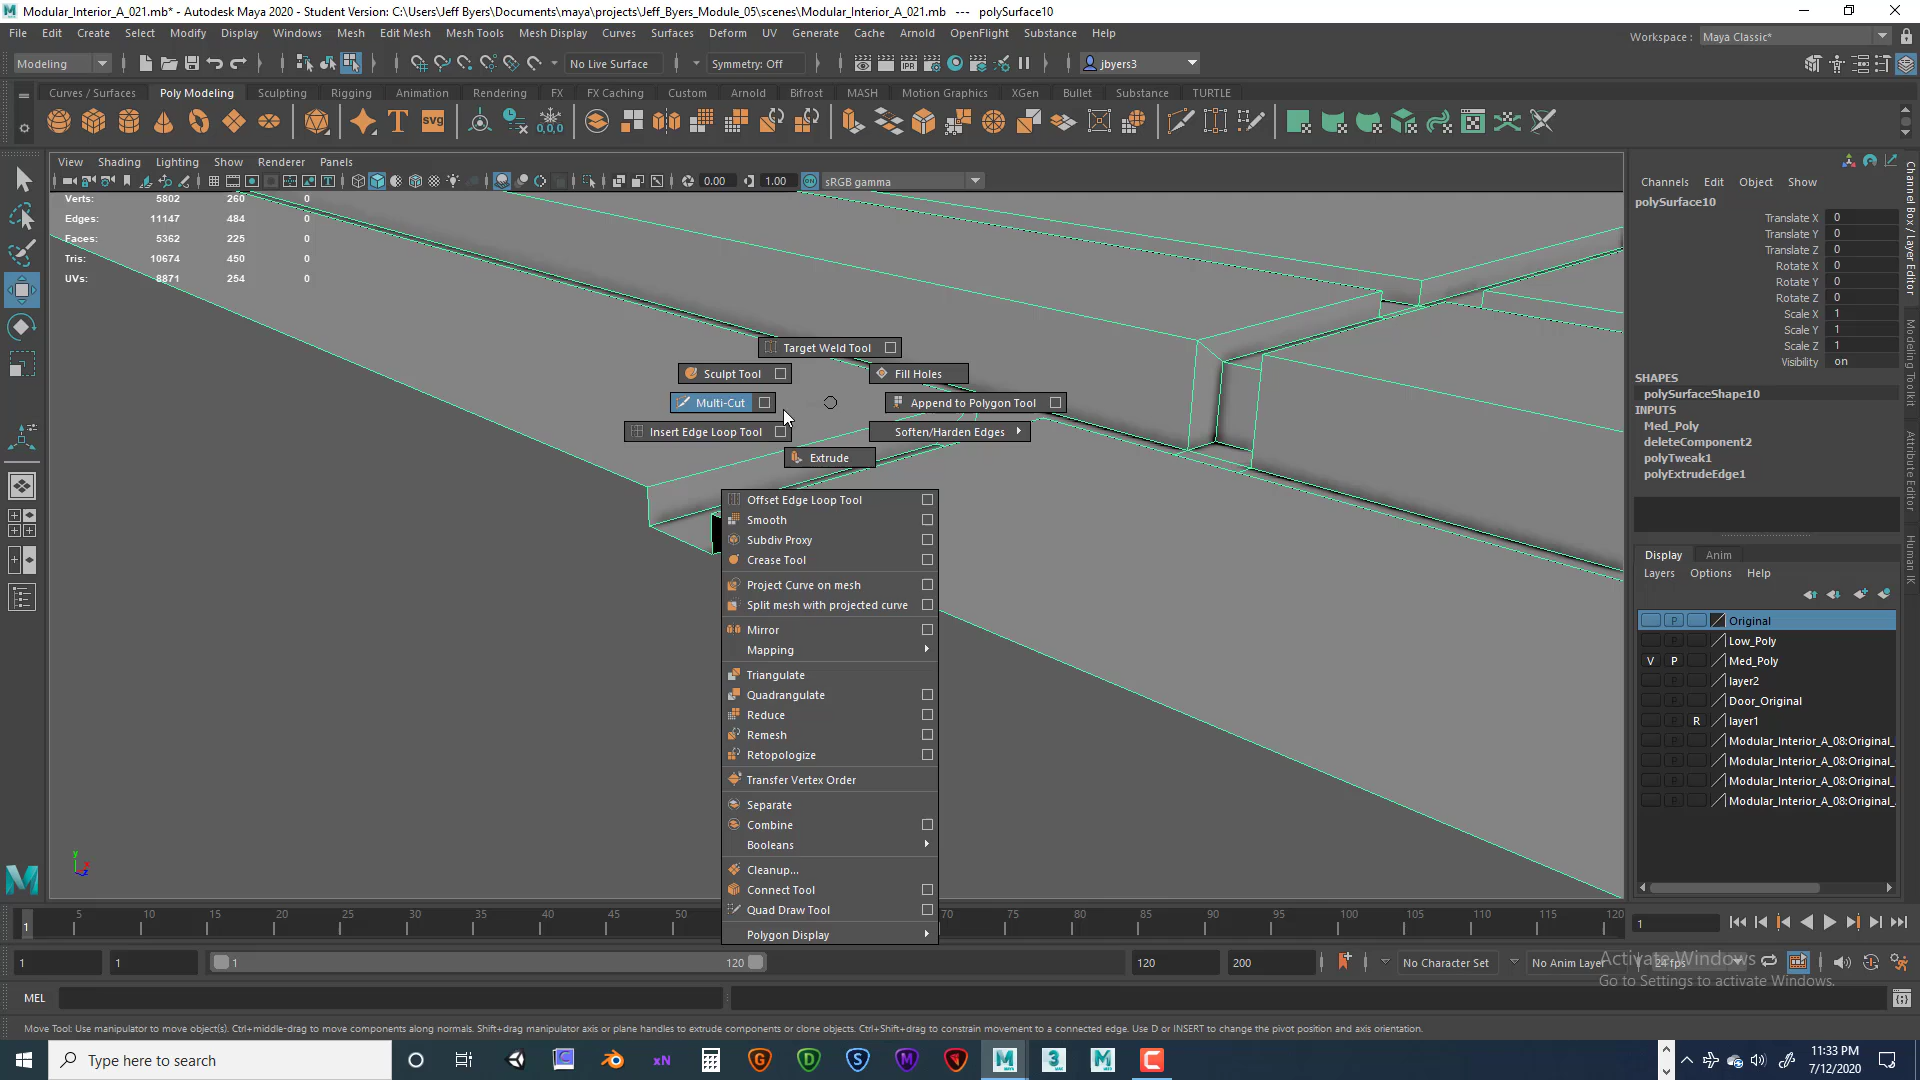 Modular_Interior_A_021.mb* - Autodesk Maya 2020 - Student Version: C:\Users\Jeff Byers\Documents\maya\projects\Jeff_Byers_Module_05\scenes\Modular_Interior_A_021.mb --- polySurface10
File Edit Create Select Modify Display Windows Mesh Edit Mesh Mesh Tools Mesh Display Curves Surfaces Deform UV Generate Cache Arnold OpenFlight Substance Help
Workspace : Maya Classic*
Modeling No Live Surface Symmetry: Off jbyers3
Curves / Surfaces Poly Modeling Sculpting Rigging Animation Rendering FX FX Caching Custom Arnold Bifrost MASH Motion Graphics XGen Bullet Substance TURTLE
View Shading Lighting Show Renderer Panels
0.00 1.00 sRGB gamma
Verts: 5802 260 0
Edges: 11147 484 0
Faces: 5362 225 0
Tris: 10674 450 0
UVs: 8871 254 0
Target Weld Tool
Sculpt Tool Fill Holes
Multi-Cut Append to Polygon Tool
Insert Edge Loop Tool Soften/Harden Edges
Extrude
Offset Edge Loop Tool
Smooth
Subdiv Proxy
Crease Tool
Project Curve on mesh
Split mesh with projected curve
Mirror
Mapping
Triangulate
Quadrangulate
Reduce
Remesh
Retopologize
Transfer Vertex Order
Separate
Combine
Booleans
Cleanup...
Connect Tool
Quad Draw Tool
Polygon Display
Channels Edit Object Show
polySurface10
Translate X 0
Translate Y 0
Translate Z 0
Rotate X 0
Rotate Y 0
Rotate Z 0
Scale X 1
Scale Y 1
Scale Z 1
Visibility on
SHAPES
polySurfaceShape10
INPUTS
Med_Poly
deleteComponent2
polyTweak1
polyExtrudeEdge1
Display Anim
Layers Options Help
P Original
P Low_Poly
V P Med_Poly
P layer2
P Door_Original
P R layer1
P Modular_Interior_A_08:Original_
P Modular_Interior_A_08:Original_
P Modular_Interior_A_08:Original_
P Modular_Interior_A_08:Original_
Channel Box / Layer Editor
Modeling Toolkit
Attribute Editor
Human IK
1 5 10 15 20 25 30 35 40 45 50 70 75 80 85 90 95 100 105 110 115 120 1
1 1 1 120 120 200 No Character Set No Anim Layer 24 fps
Activate Windows
Go to Settings to activate Windows.
MEL
Move Tool: Use manipulator to move object(s). Ctrl+middle-drag to move components along normals. Shift+drag manipulator axis or plane handles to extrude components or clone objects. Ctrl+Shift+drag to constrain movement to a connected edge. Use D or INSERT to change the pivot position and axis orientation.
Type here to search
11:33 PM
7/12/2020